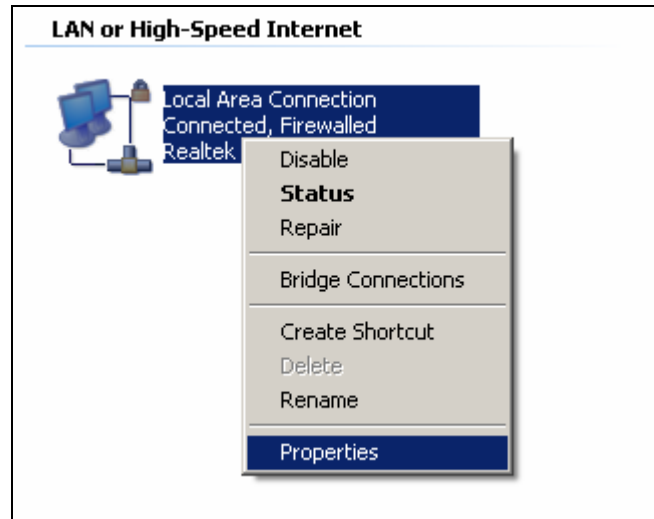 LAN or High-Speed Internet
Local Area Connection
Connected, Firewalled
Realtek
Disable
Status
Repair
Bridge Connections
Create Shortcut
Delete
Rename
Properties